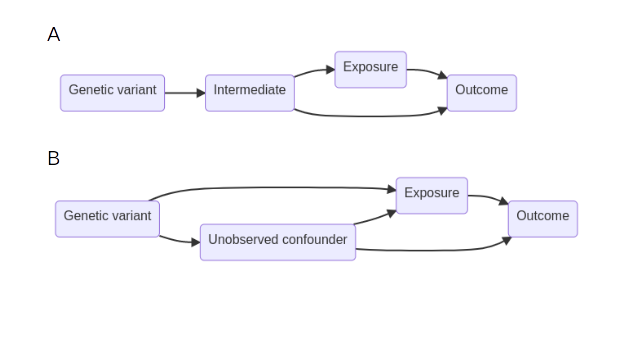 A
Genetic variant
Intermediate
Exposure
Outcome
B
Genetic variant
Unobserved confounder
Exposure
Outcome